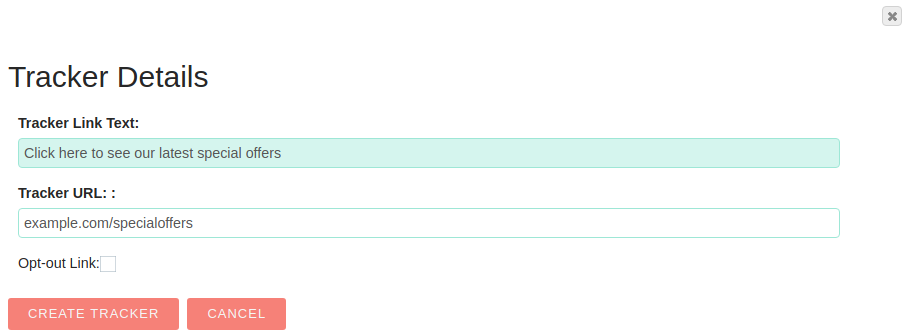 Tracker Details
Tracker Link Text:
Click here to see our latest special offers
Tracker URL: :
example.com/specialoffers
Opt-out Link:
CREATE TRACKER CANCEL